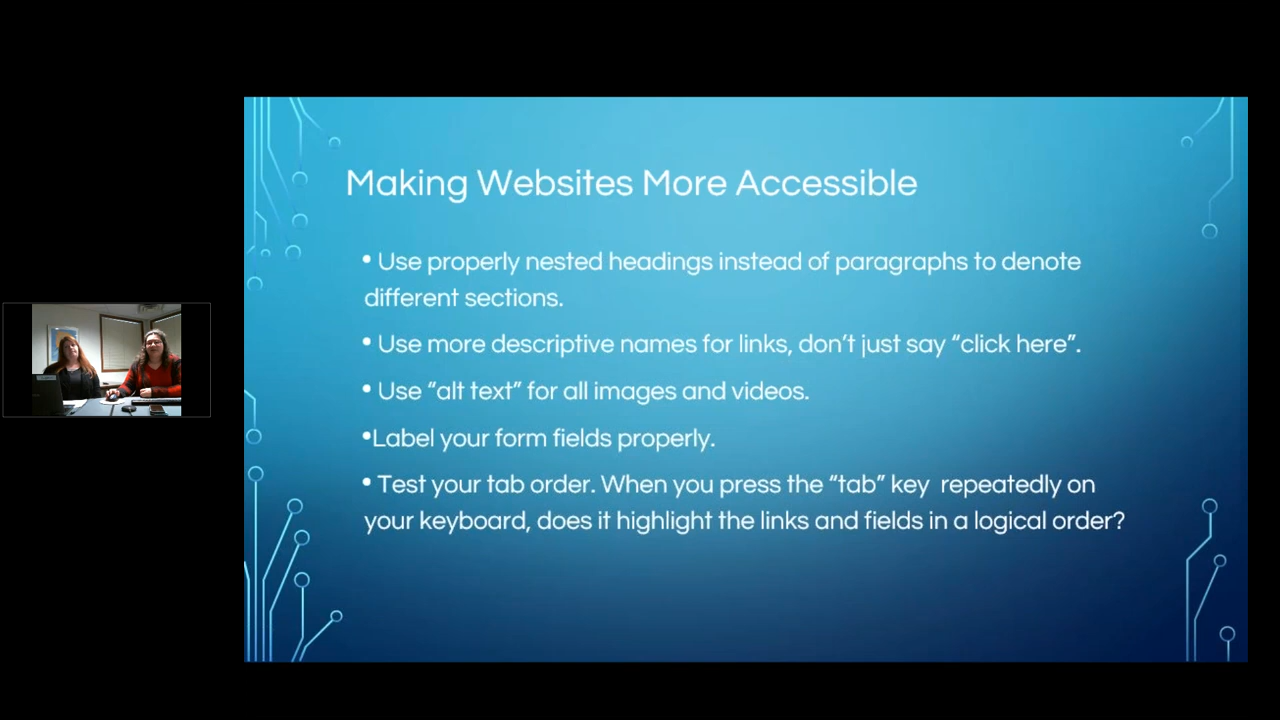 Making Websites More Accessible
• Use properly nested headings instead of paragraphs to denote
different sections.
• Use more descriptive names for links, don’t just say “click here”.
• Use “alt text” for all images and videos.
•Label your form fields properly.
• Test your tab order. When you press the “tab” key  repeatedly on
your keyboard, does it highlight the links and fields in a logical order?